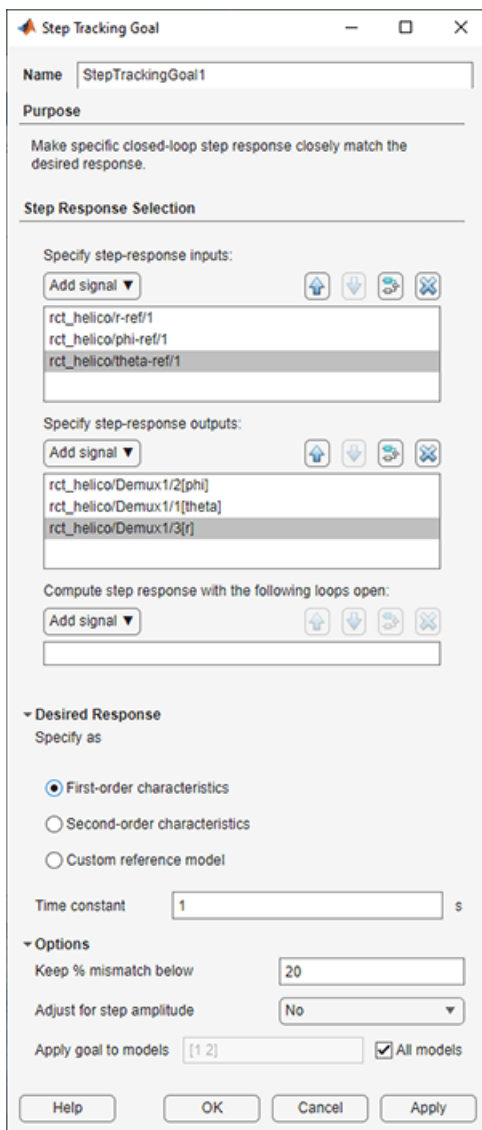 Step Tracking Goal
Name StepTrackingGoal1
Purpose
Make specific closed-loop step response closely match the
desired response.
Step Response Selection
Specify step-response inputs:
Add signal ▼
rct_helico/r-ref/1
rct_helico/phi-ref/1
rct_helico/theta-ref/1
Specify step-response outputs:
Add signal ▼
rct_helico/Demux1/2[phi]
rct_helico/Demux1/1[theta]
rct_helico/Demux1/3[r]
Compute step response with the following loops open:
Add signal ▼
Desired Response
Specify as
First-order characteristics
Second-order characteristics
Custom reference model
Time constant 1 s
Options
Keep % mismatch below 20
Adjust for step amplitude No
Apply goal to models [1 2] All models
Help OK Cancel Apply